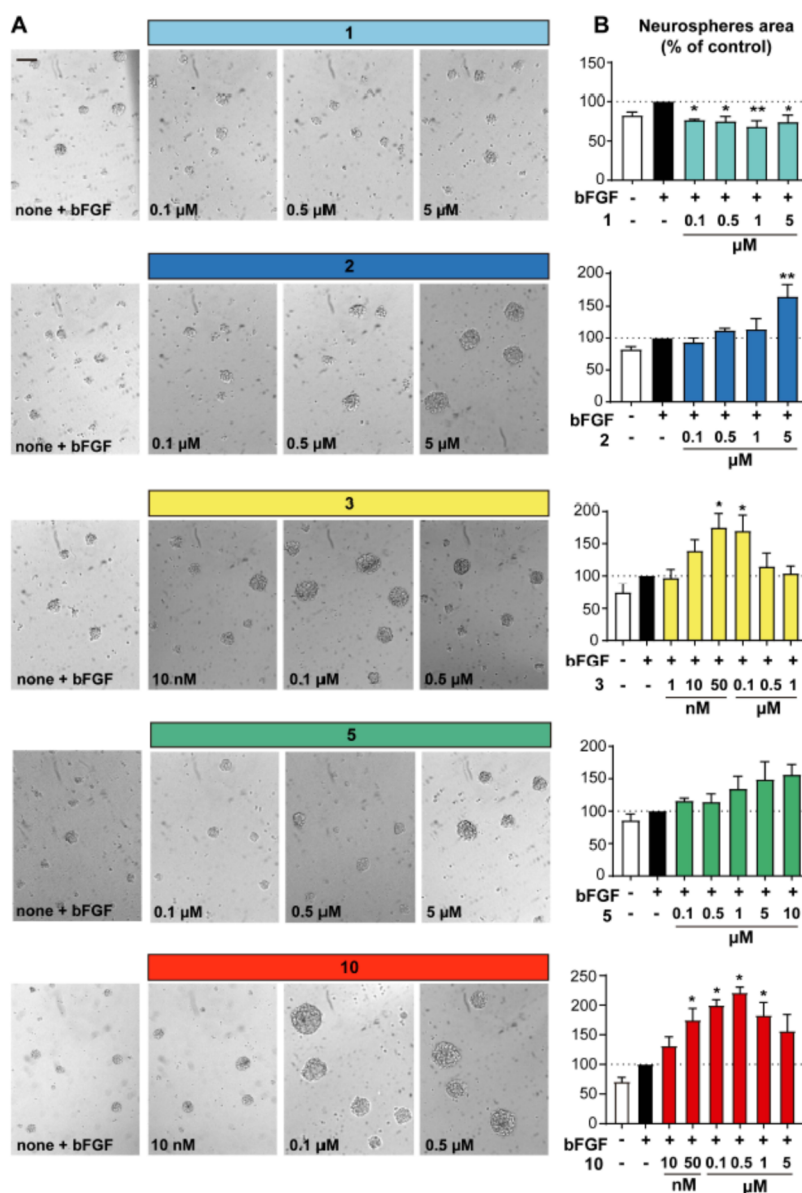 A
1
none + bFGF
0.1 µM
0.5 µM
5 µM
2
none + bFGF
0.1 µM
0.5 µM
5 µM
3
none + bFGF
10 nM
0.1 µM
0.5 µM
5
none + bFGF
0.1 µM
0.5 µM
5 µM
10
none + bFGF
10 nM
0.1 µM
0.5 µM
B
Neurospheres area
(% of control)
150
100
50
0
* * ** *
bFGF - + + + + +
1 - - 0.1 0.5 1 5
µM
200
150
100
50
0
**
bFGF - + + + + +
2 - - 0.1 0.5 1 5
µM
200
150
100
50
0
* *
bFGF - + + + + + + +
3 - - 1 10 50 0.1 0.5 1
nM µM
200
150
100
50
0
bFGF - + + + + + +
5 - - 0.1 0.5 1 5 10
µM
250
200
150
100
50
0
* * * *
bFGF - + + + + + + +
10 - - 10 50 0.1 0.5 1 5
nM µM